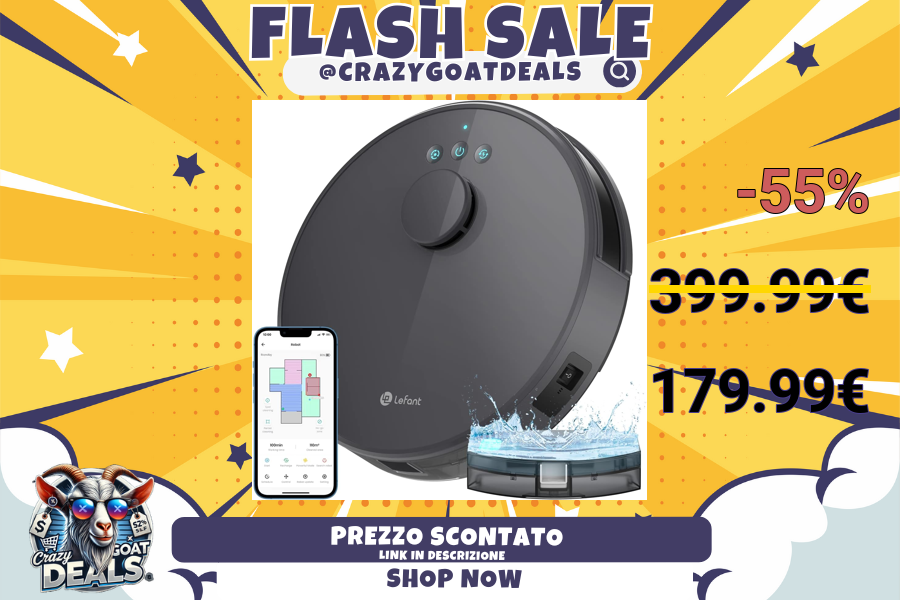 FLASH SALE
@CRAZYGOATDEALS
-55%
399.99€
179.99€
Lefant
$
52%
Crazy
GOAT
DEALS
PREZZO SCONTATO
LINK IN DESCRIZIONE
SHOP NOW